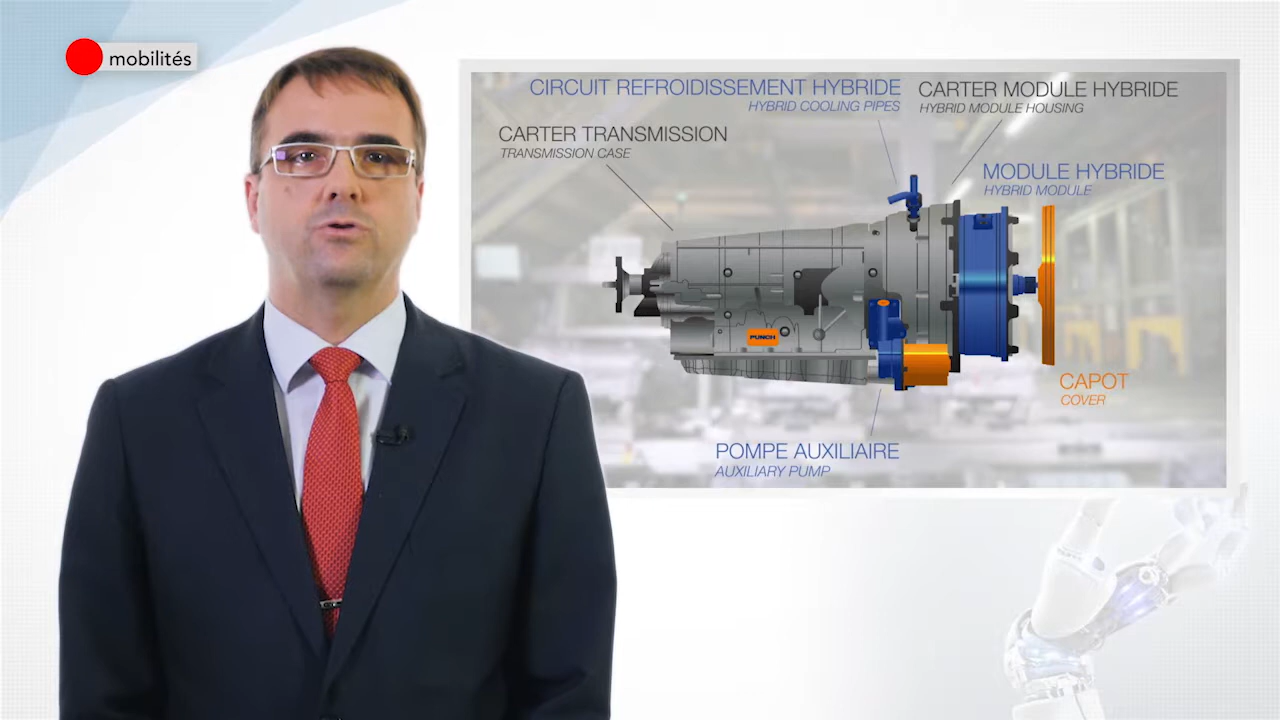 mobilités
CIRCUIT REFROIDISSEMENT HYBRIDE
HYBRID COOLING PIPES
CARTER MODULE HYBRIDE
HYBRID MODULE HOUSING
CARTER TRANSMISSION
TRANSMISSION CASE
MODULE HYBRIDE
HYBRID MODULE
PUNCH
CAPOT
COVER
POMPE AUXILIAIRE
AUXILIARY PUMP